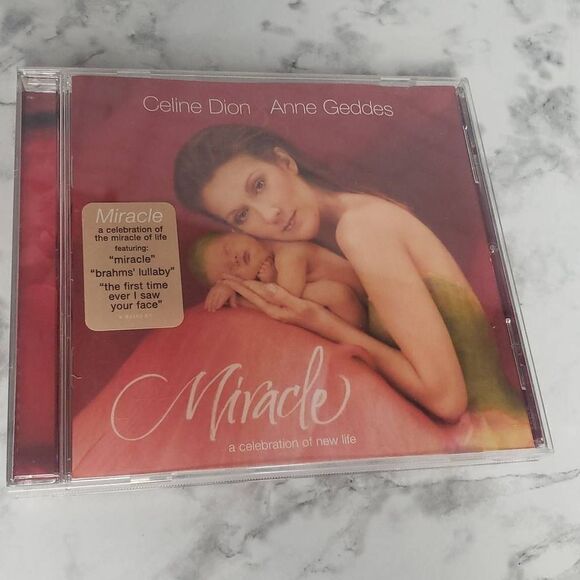 Celine Dion Anne Geddes
Miracle
a celebration of
the miracle of life
featuring:
"miracle"
"brahms' lullaby"
"the first time
ever I saw
your face"
Miracle
a celebration of new life